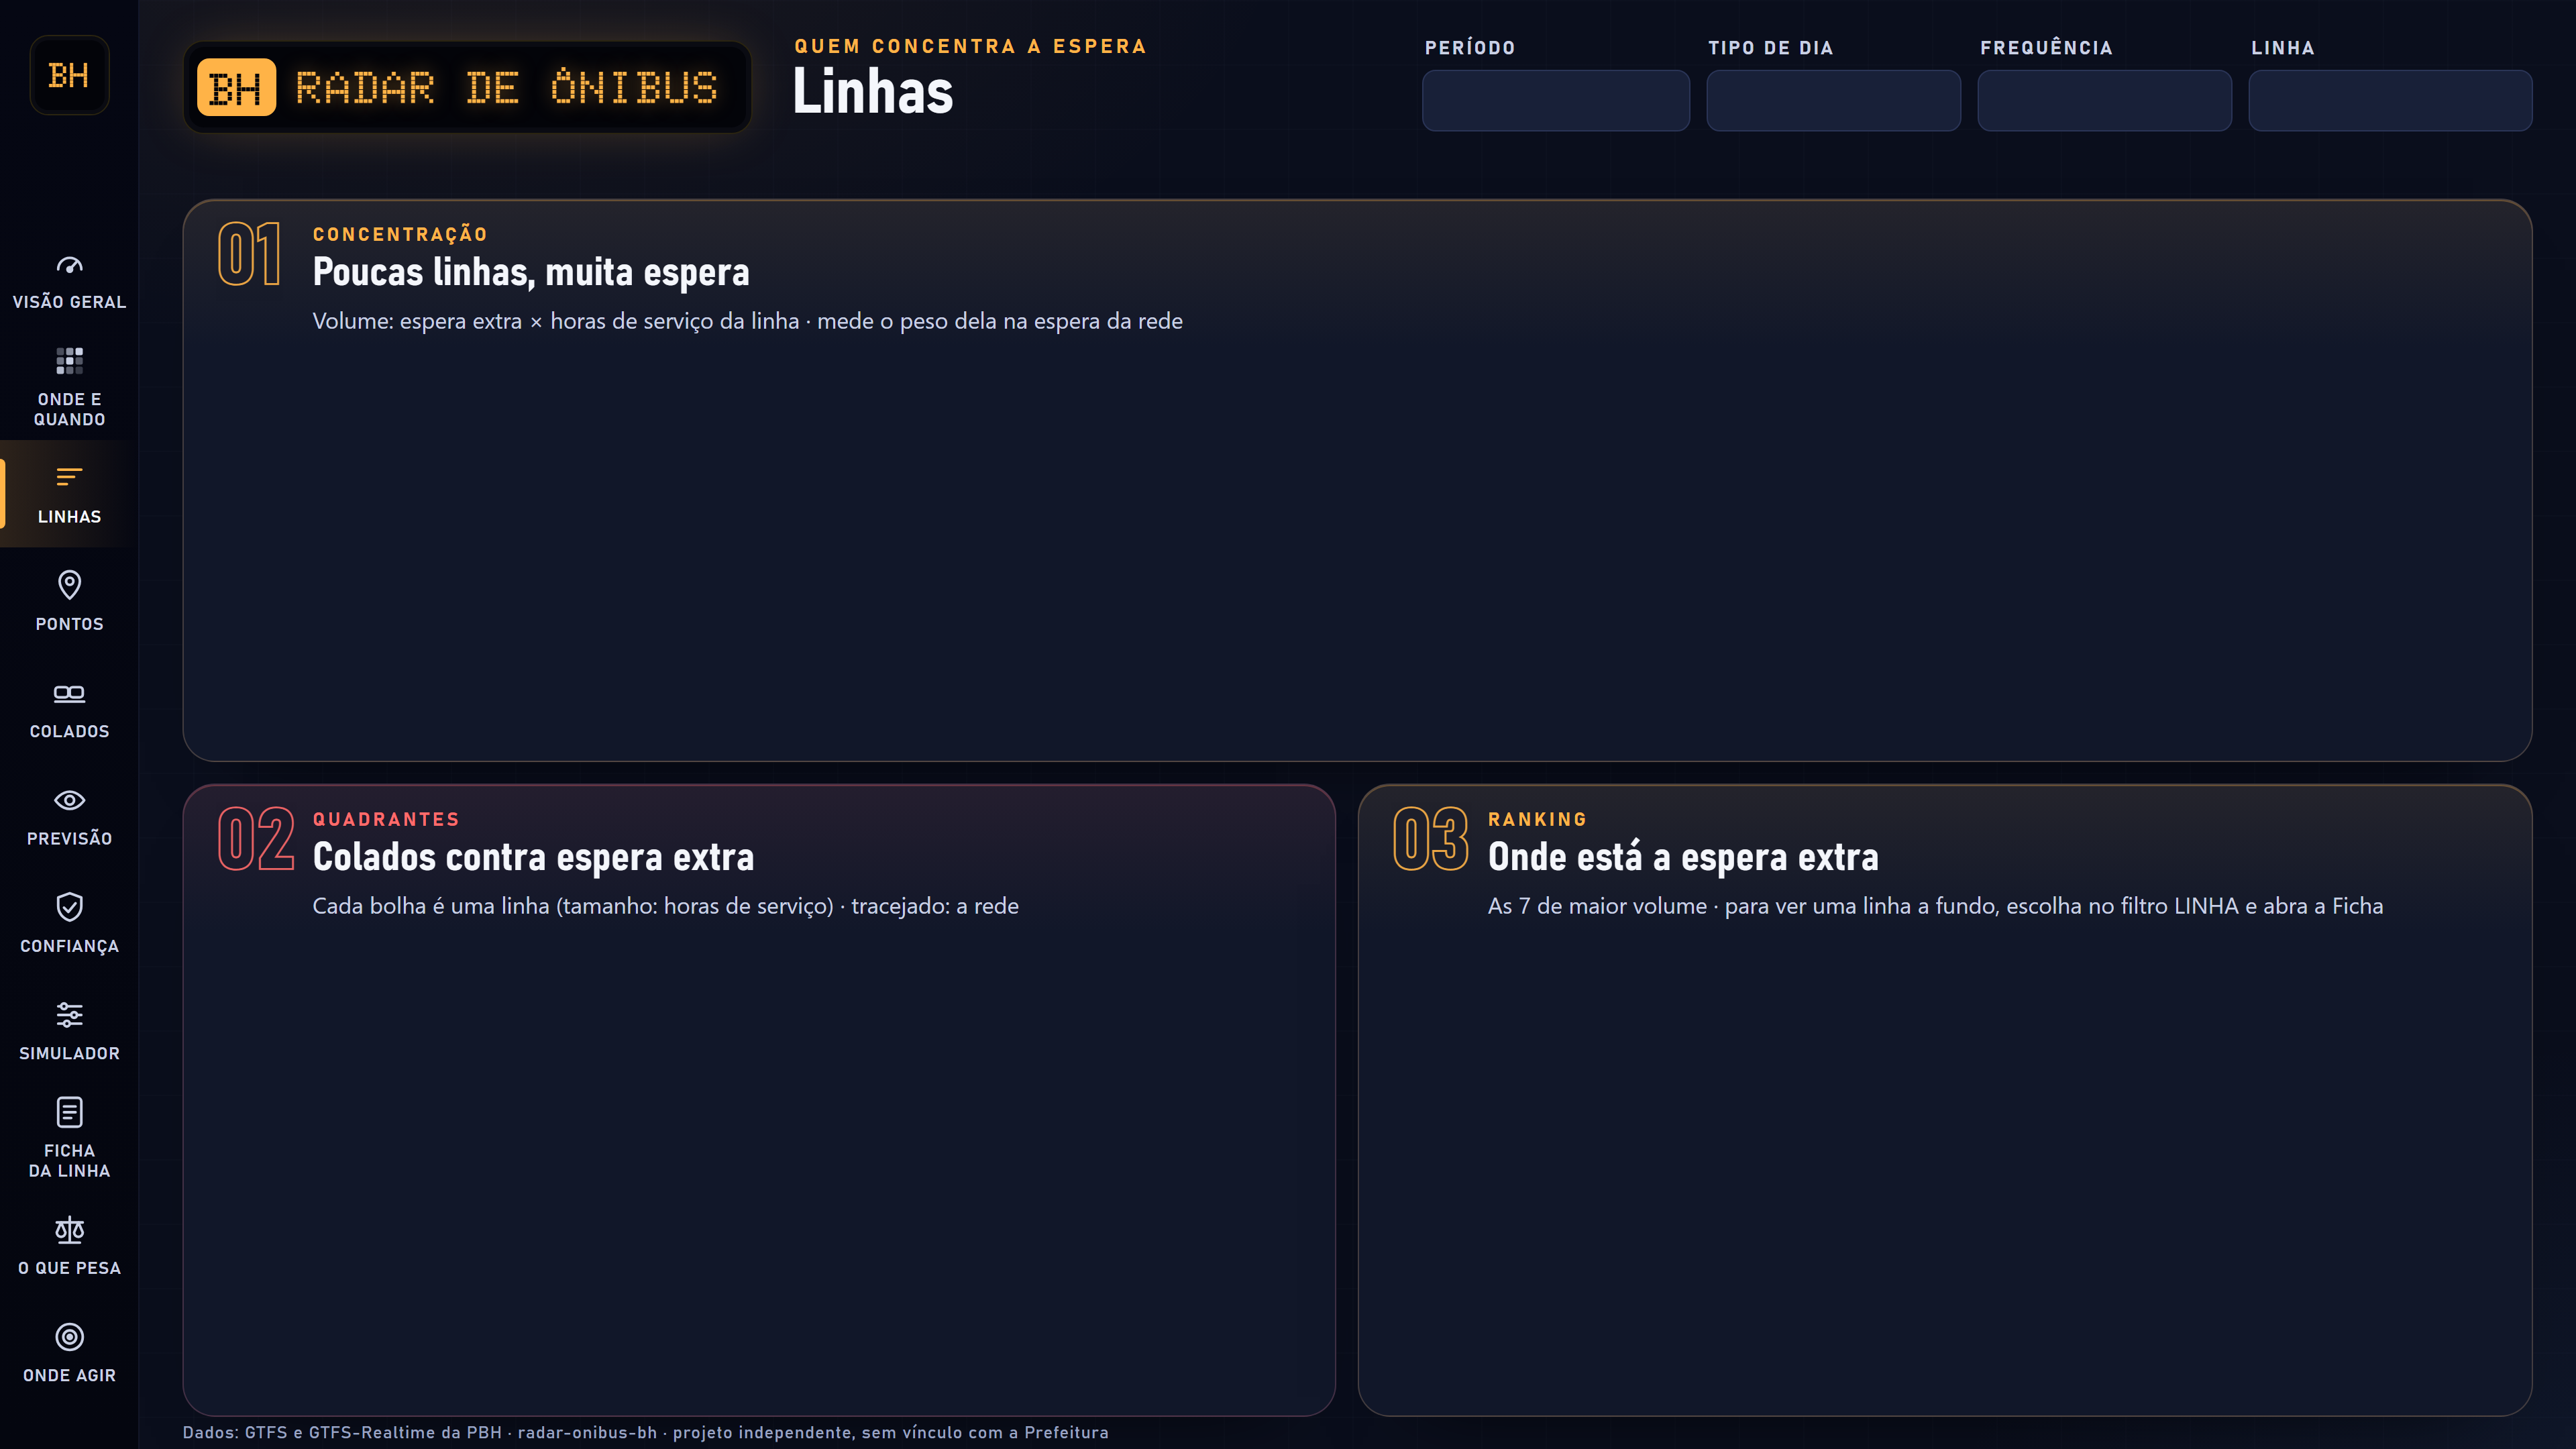 BH
BH RADAR DE ÔNIBUS
QUEM CONCENTRA A ESPERA
Linhas
PERÍODO
TIPO DE DIA
FREQUÊNCIA
LINHA
VISÃO GERAL
ONDE E
QUANDO
LINHAS
PONTOS
COLADOS
PREVISÃO
CONFIANÇA
SIMULADOR
FICHA
DA LINHA
O QUE PESA
ONDE AGIR
01
CONCENTRAÇÃO
Poucas linhas, muita espera
Volume: espera extra × horas de serviço da linha · mede o peso dela na espera da rede
02
QUADRANTES
Colados contra espera extra
Cada bolha é uma linha (tamanho: horas de serviço) · tracejado: a rede
03
RANKING
Onde está a espera extra
As 7 de maior volume · para ver uma linha a fundo, escolha no filtro LINHA e abra a Ficha
Dados: GTFS e GTFS-Realtime da PBH · radar-onibus-bh · projeto independente, sem vínculo com a Prefeitura